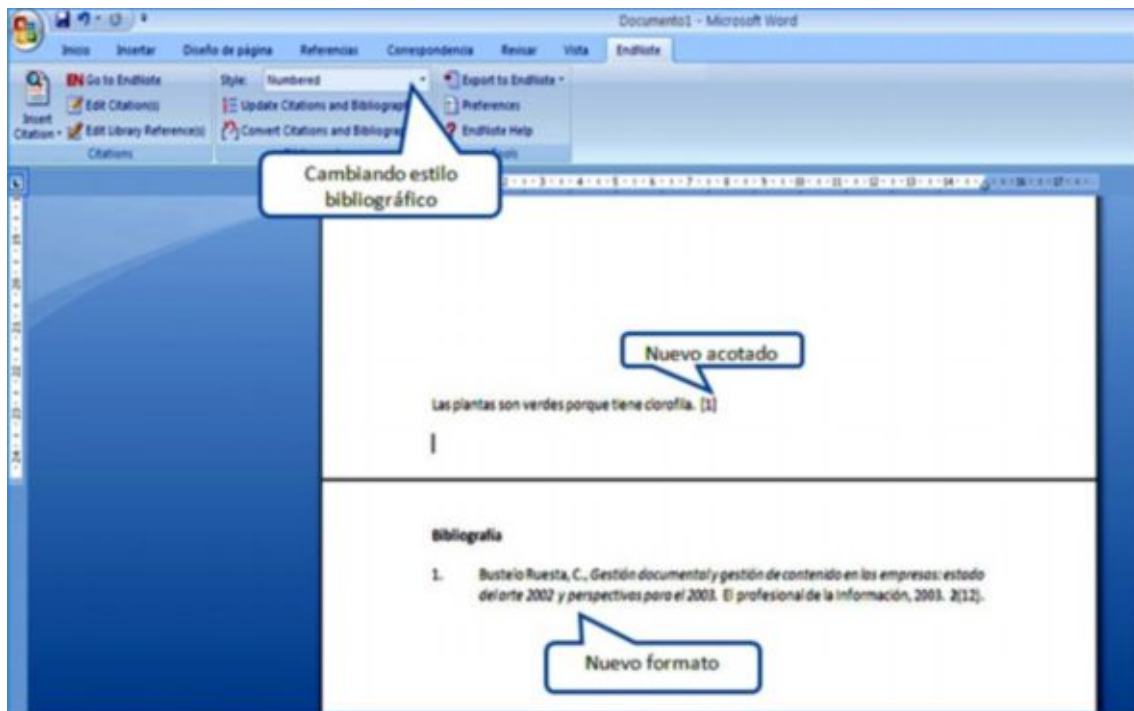 Documento1 - Microsoft Word
Inicio Insertar Diseño de página Referencias Correspondencia Revisar Vista EndNote
Insert Citation
Go to EndNote
Edit Citation(s)
Edit Library Reference(s)
Citations
Style: Numbered
Update Citations and
Convert Citations and
Export to EndNote
Preferences
EndNote Help
Cambiando estilo
bibliográfico
Nuevo acotado
Las plantas son verdes porque tiene clorofila. [1]
Bibliografía
1. Bustelo Ruesta, C., Gestión documental y gestión de contenido en las empresas: estado
del arte 2002 y perspectivas para el 2003. El profesional de la Información, 2003. 2(12).
Nuevo formato